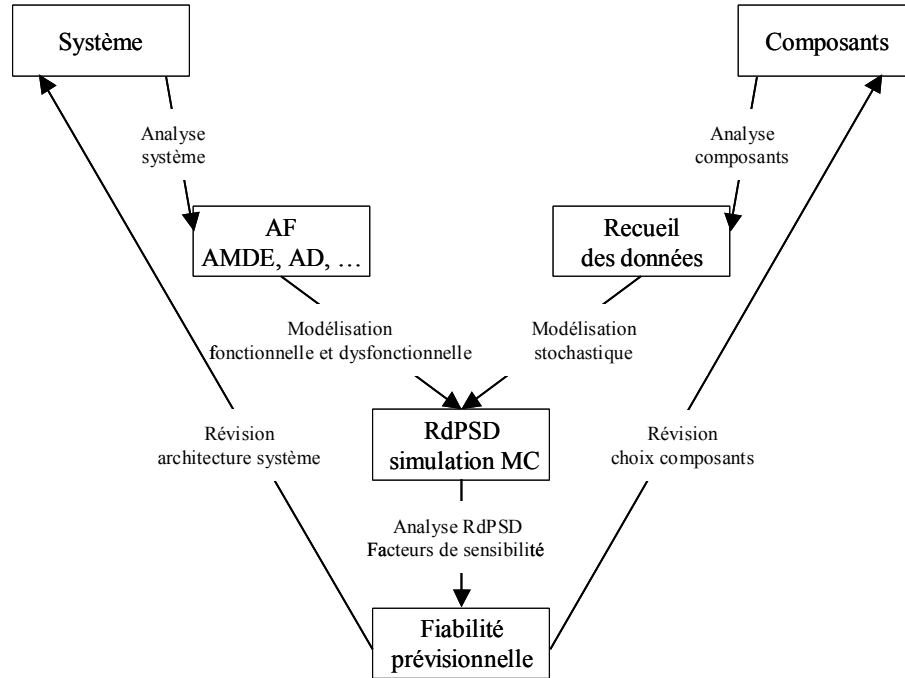 Système
Composants
Analyse
système
Analyse
composants
AF
AMDE, AD, …
Recueil
des données
Modélisation
fonctionnelle et dysfonctionnelle
Modélisation
stochastique
RdPSD
simulation MC
Révision
architecture système
Révision
choix composants
Analyse RdPSD
Facteurs de sensibilité
Fiabilité
prévisionnelle